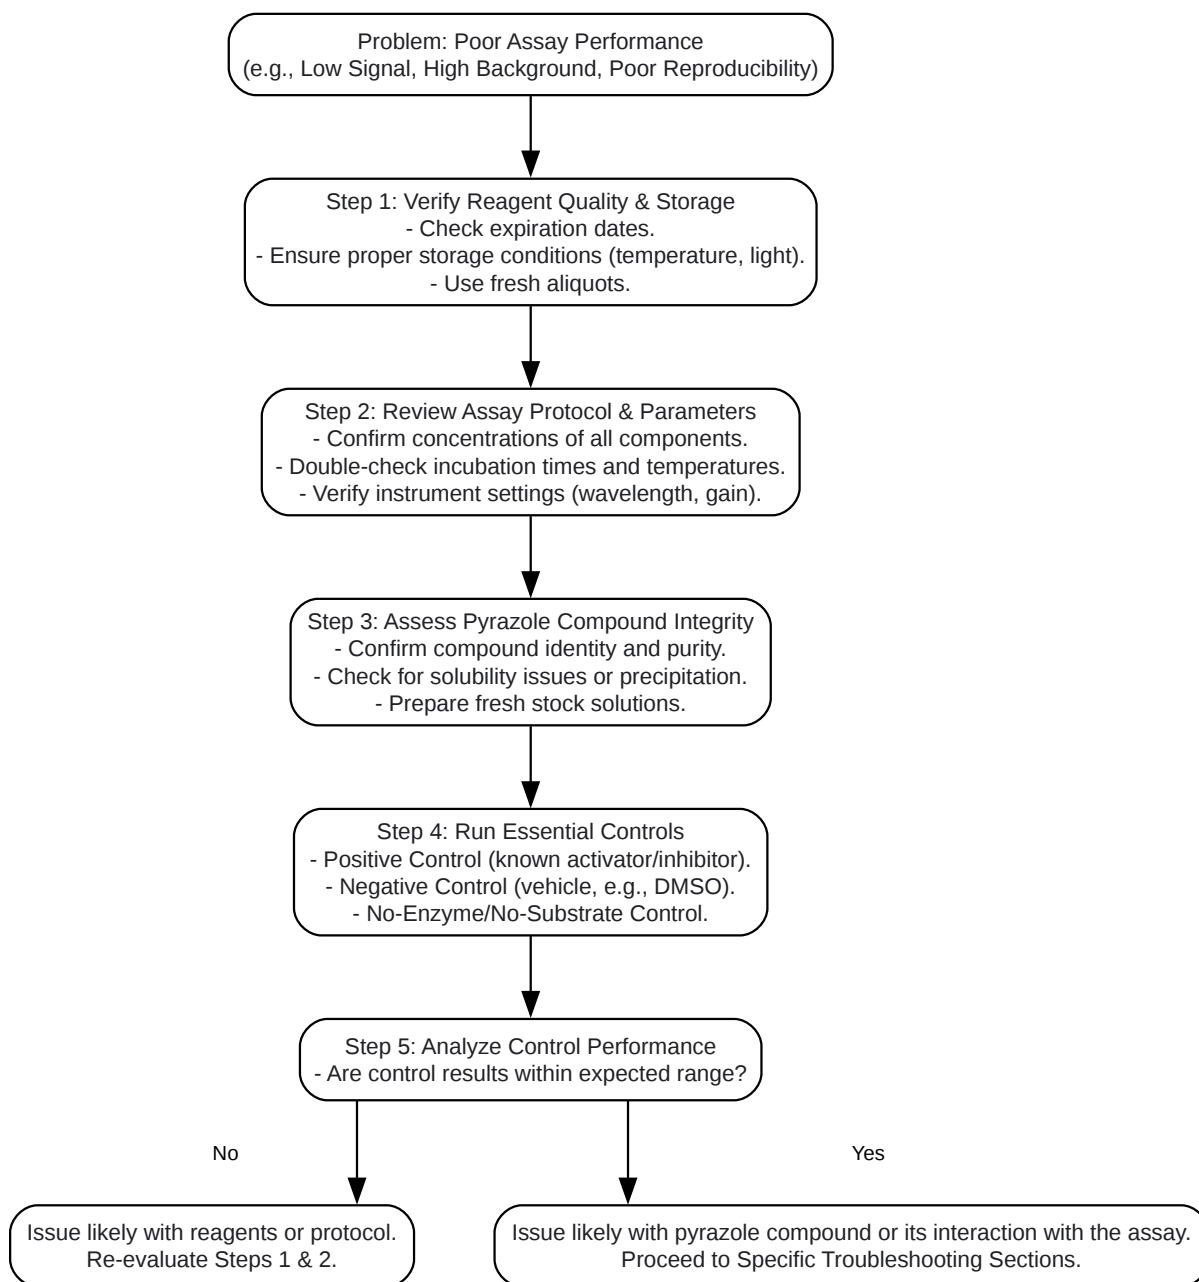 Problem: Poor Assay Performance
(e.g., Low Signal, High Background, Poor Reproducibility)
Step 1: Verify Reagent Quality & Storage
- Check expiration dates.
- Ensure proper storage conditions (temperature, light).
- Use fresh aliquots.
Step 2: Review Assay Protocol & Parameters
- Confirm concentrations of all components.
- Double-check incubation times and temperatures.
- Verify instrument settings (wavelength, gain).
Step 3: Assess Pyrazole Compound Integrity
- Confirm compound identity and purity.
- Check for solubility issues or precipitation.
- Prepare fresh stock solutions.
Step 4: Run Essential Controls
- Positive Control (known activator/inhibitor).
- Negative Control (vehicle, e.g., DMSO).
- No-Enzyme/No-Substrate Control.
Step 5: Analyze Control Performance
- Are control results within expected range?
No
Yes
Issue likely with reagents or protocol.
Re-evaluate Steps 1 & 2.
Issue likely with pyrazole compound or its interaction with the assay.
Proceed to Specific Troubleshooting Sections.